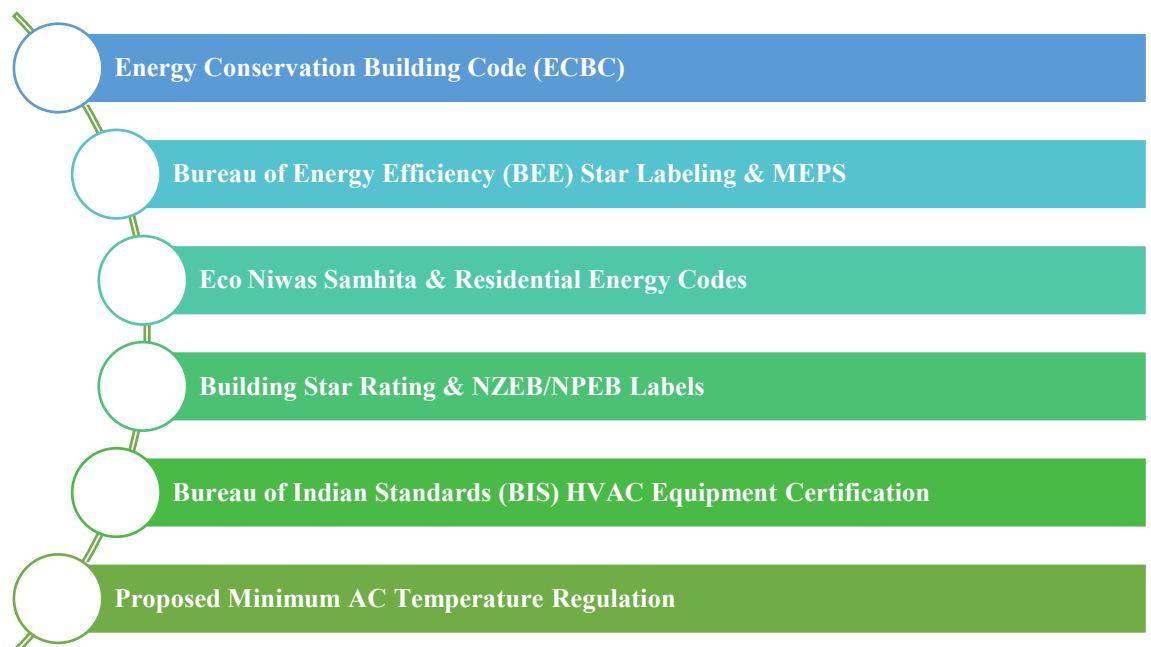 Energy Conservation Building Code (ECBC)
Bureau of Energy Efficiency (BEE) Star Labeling & MEPS
Eco Niwas Samhita & Residential Energy Codes
Building Star Rating & NZEB/NPEB Labels
Bureau of Indian Standards (BIS) HVAC Equipment Certification
Proposed Minimum AC Temperature Regulation